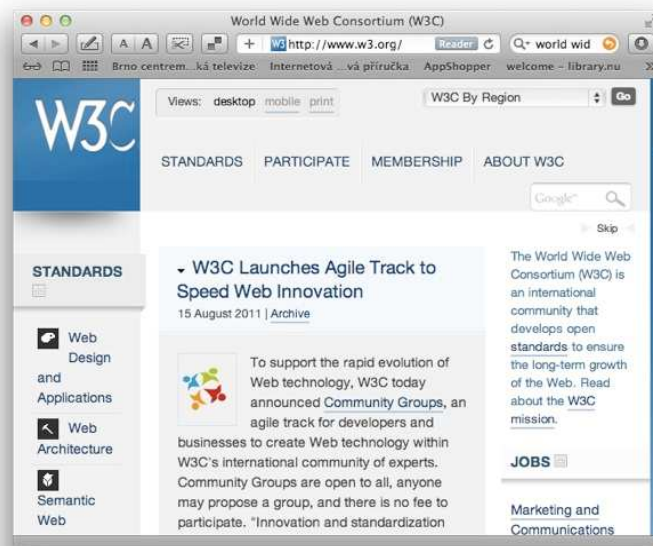 World Wide Web Consortium (W3C)
A A + W3 http://www.w3.org/ Reader world wid
Brno centrem...ká televize Internetová ...vá příručka AppShopper welcome – library.nu
W3C
Views: desktop mobile print
W3C By Region Go
STANDARDS PARTICIPATE MEMBERSHIP ABOUT W3C
Google™
Skip
STANDARDS
Web
Design
and
Applications
Web
Architecture
Semantic
Web
W3C Launches Agile Track to
Speed Web Innovation
15 August 2011 | Archive
To support the rapid evolution of
Web technology, W3C today
announced Community Groups, an
agile track for developers and
businesses to create Web technology within
W3C's international community of experts.
Community Groups are open to all, anyone
may propose a group, and there is no fee to
participate. "Innovation and standardization
The World Wide Web
Consortium (W3C) is
an international
community that
develops open
standards to ensure
the long-term growth
of the Web. Read
about the W3C
mission.
JOBS
Marketing and
Communications